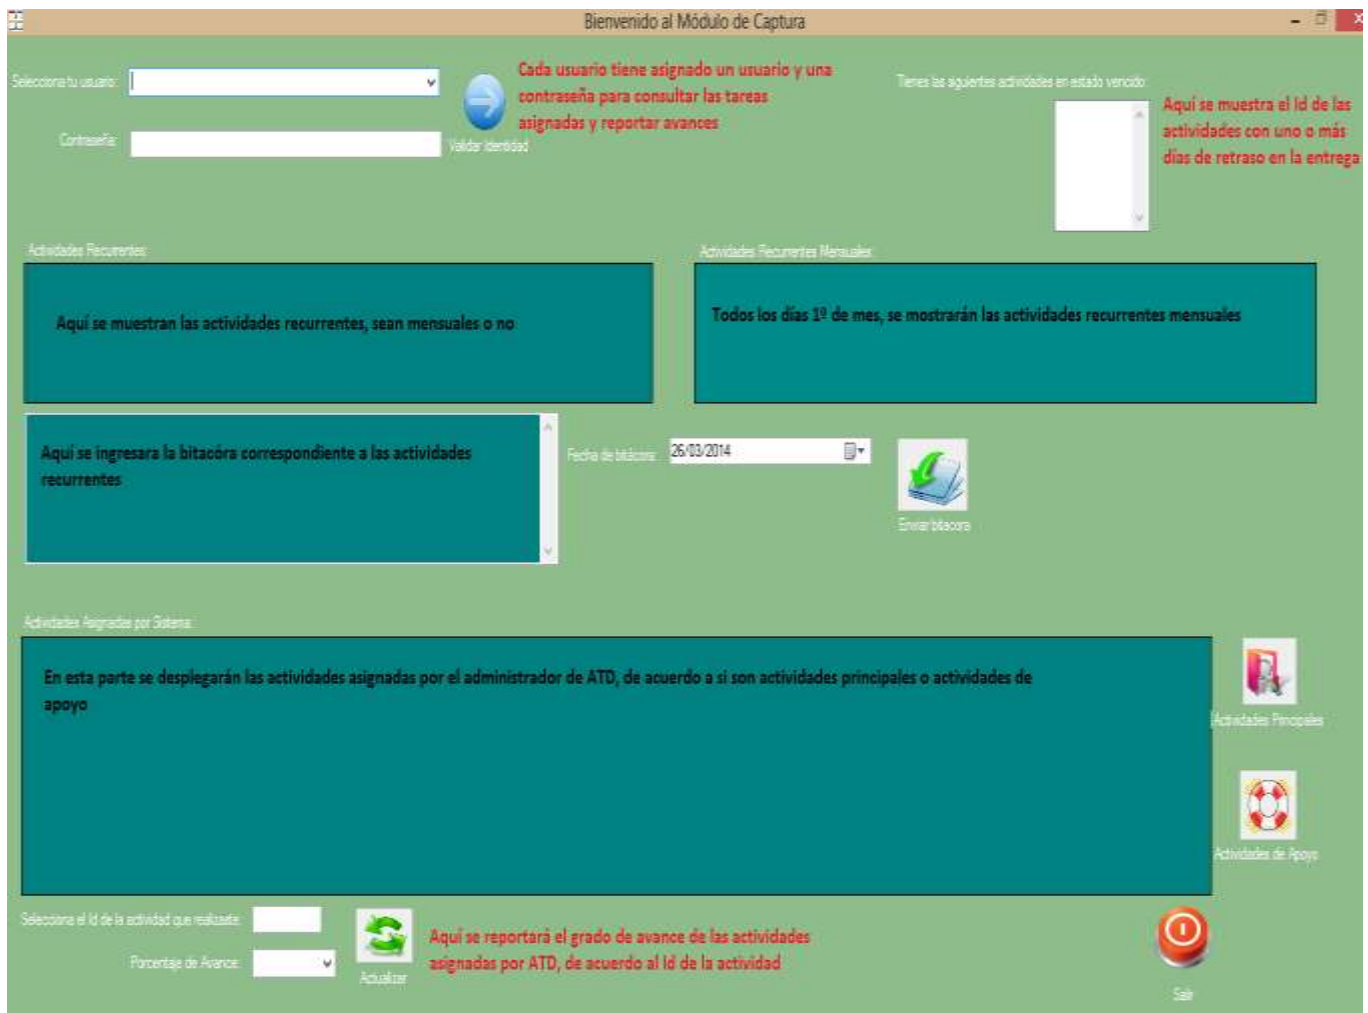 Bienvenido al Módulo de Captura
Selecciona tu usuario:
Cada usuario tiene asignado un usuario y una
contraseña para consultar las tareas
asignadas y reportar avances
Contraseña:
Validar identidad
Tienes las siguientes actividades en estado vencido:
Aquí se muestra el Id de las
actividades con uno o más
días de retraso en la entrega
Actividades Recurrentes:
Aquí se muestran las actividades recurrentes, sean mensuales o no
Actividades Recurrentes Mensuales:
Todos los días 1º de mes, se mostrarán las actividades recurrentes mensuales
Aquí se ingresara la bitacóra correspondiente a las actividades
recurrentes
Fecha de bitácora:
26/03/2014
Enviar bitacora
Actividades Asignadas por Sistema:
En esta parte se desplegarán las actividades asignadas por el administrador de ATD, de acuerdo a si son actividades principales o actividades de
apoyo
Actividades Principales
Actividades de Apoyo
Selecciona el Id de la actividad que realizaste:
Porcentaje de Avance:
Actualizar
Aquí se reportará el grado de avance de las actividades
asignadas por ATD, de acuerdo al Id de la actividad
Salir